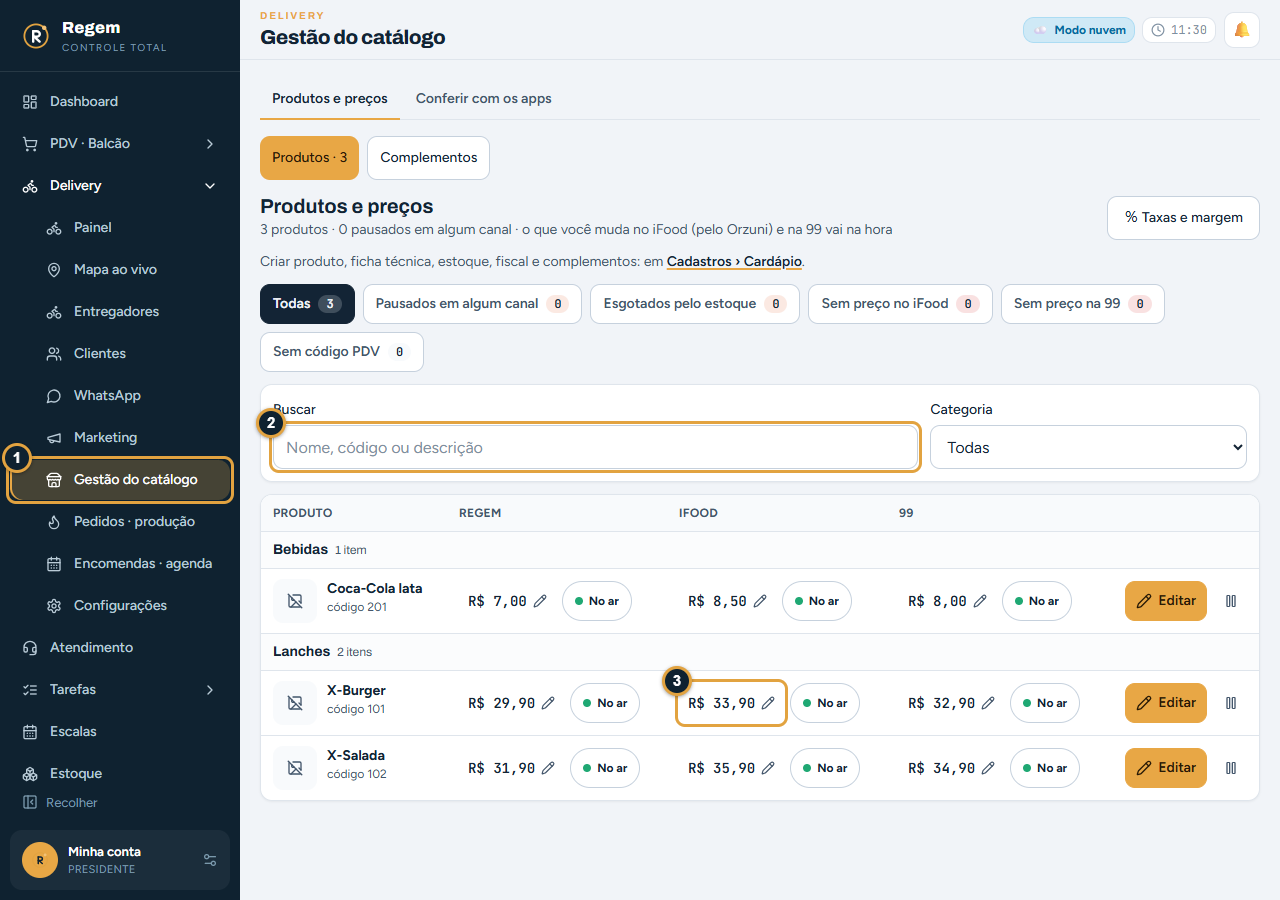 Regem
CONTROLE TOTAL
Dashboard
PDV · Balcão
Delivery
Painel
Mapa ao vivo
Entregadores
Clientes
WhatsApp
Marketing
1
Gestão do catálogo
Pedidos · produção
Encomendas · agenda
Configurações
Atendimento
Tarefas
Escalas
Estoque
Recolher
R
Minha conta
PRESIDENTE
DELIVERY
Gestão do catálogo
Modo nuvem
11:30
Produtos e preços
Conferir com os apps
Produtos · 3
Complementos
Produtos e preços
3 produtos · 0 pausados em algum canal · o que você muda no iFood (pelo Orzuni) e na 99 vai na hora
% Taxas e margem
Criar produto, ficha técnica, estoque, fiscal e complementos: em Cadastros › Cardápio.
Todas 3
Pausados em algum canal 0
Esgotados pelo estoque 0
Sem preço no iFood 0
Sem preço na 99 0
Sem código PDV 0
Buscar
Categoria
2
Nome, código ou descrição
Todas
PRODUTO REGEM IFOOD 99
Bebidas 1 item
Coca-Cola lata
código 201
R$ 7,00 No ar R$ 8,50 No ar R$ 8,00 No ar Editar
Lanches 2 itens
3
X-Burger
código 101
R$ 29,90 No ar R$ 33,90 No ar R$ 32,90 No ar Editar
X-Salada
código 102
R$ 31,90 No ar R$ 35,90 No ar R$ 34,90 No ar Editar